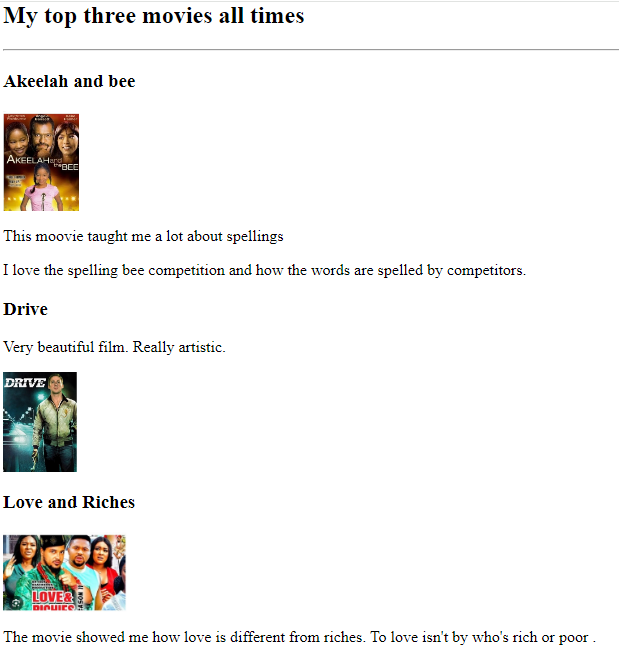 My top three movies all times
Akeelah and bee
AKEELAH and
the BEE
This moovie taught me a lot about spellings
I love the spelling bee competition and how the words are spelled by competitors.
Drive
Very beautiful film. Really artistic.
DRIVE
Love and Riches
LOVE&
RICHES
The movie showed me how love is different from riches. To love isn't by who's rich or poor .